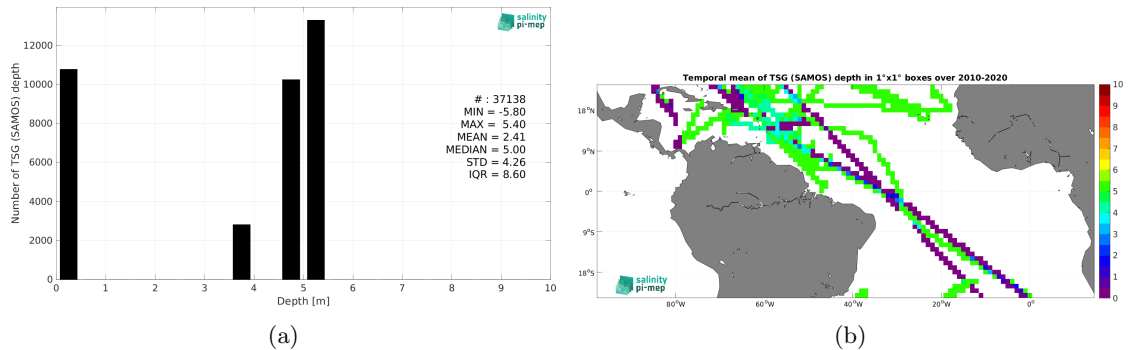 salinity
pi-mep
Number of TSG (SAMOS) depth
12000
10000
8000
6000
4000
2000
0
# : 37138
MIN = -5.80
MAX = 5.40
MEAN = 2.41
MEDIAN = 5.00
STD = 4.26
IQR = 8.60
0 1 2 3 4 5 6 7 8 9 10
Depth [m]
(a)
Temporal mean of TSG (SAMOS) depth in 1°x1° boxes over 2010-2020
18°N
9°N
0°
9°S
18°S
80°W 60°W 40°W 20°W 0°
10
9
8
7
6
5
4
3
2
1
0
salinity
pi-mep
(b)